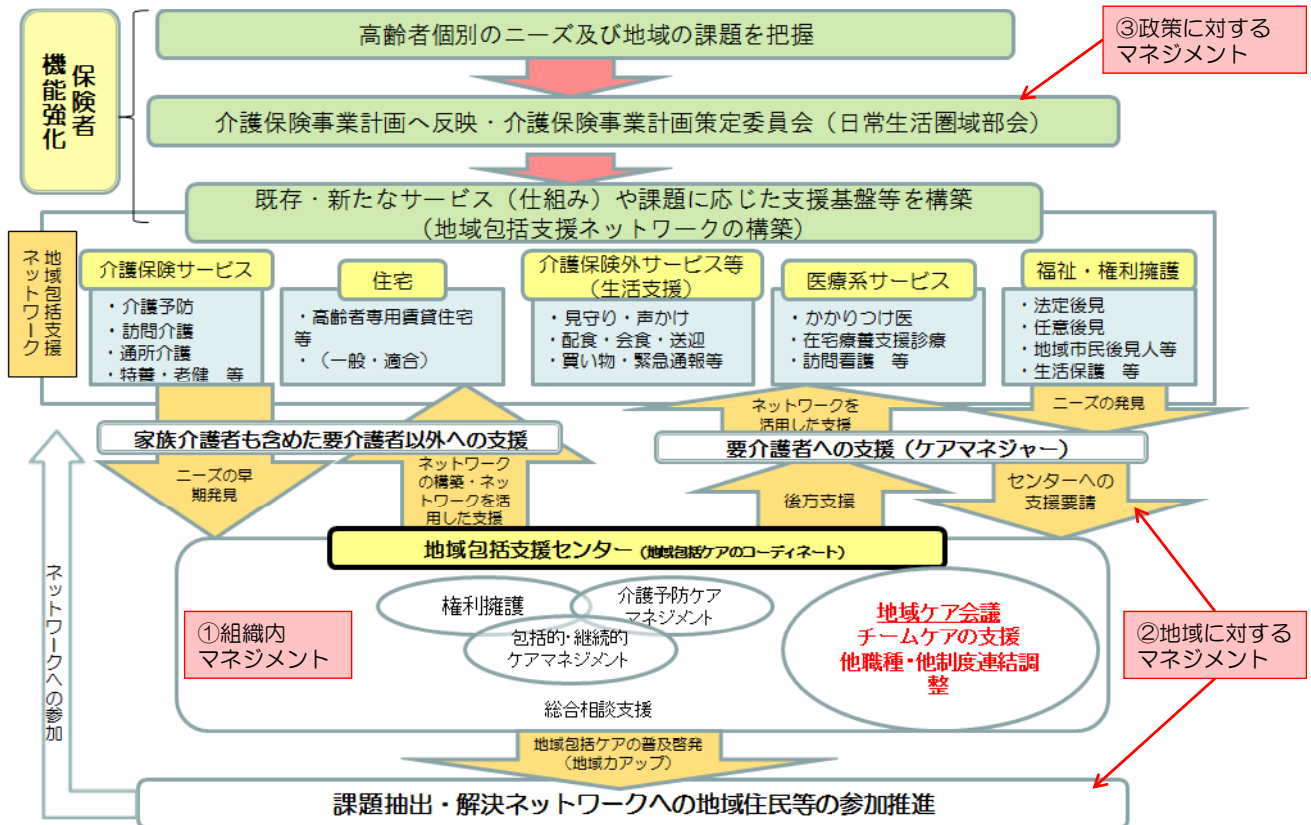 保険者
機能強化
高齢者個別のニーズ及び地域の課題を把握
③政策に対する
マネジメント
介護保険事業計画へ反映・介護保険事業計画策定委員会（日常生活圏域部会）
既存・新たなサービス（仕組み）や課題に応じた支援基盤等を構築
（地域包括支援ネットワークの構築）
地域包括支援
ネットワーク
介護保険サービス
・介護予防
・訪問介護
・通所介護
・特養・老健　等
住宅
・高齢者専用賃貸住宅
等
・（一般・適合）
介護保険外サービス等
（生活支援）
・見守り・声かけ
・配食・会食・送迎
・買い物・緊急通報等
医療系サービス
・かかりつけ医
・在宅療養支援診療
・訪問看護　等
福祉・権利擁護
・法定後見
・任意後見
・地域市民後見人等
・生活保護　等
ネットワークを
活用した支援
ニーズの発見
家族介護者も含めた要介護者以外への支援
要介護者への支援（ケアマネジャー）
ニーズの早
期発見
ネットワーク
の構築・ネッ
トワークを活
用した支援
後方支援
センターへの
支援要請
地域包括支援センター（地域包括ケアのコーディネート）
①組織内
マネジメント
権利擁護
介護予防ケア
マネジメント
包括的・継続的
ケアマネジメント
総合相談支援
地域ケア会議
チームケアの支援
他職種・他制度連結調
整
②地域に対する
マネジメント
ネットワークへの参加
地域包括ケアの普及啓発
（地域力アップ）
課題抽出・解決ネットワークへの地域住民等の参加推進